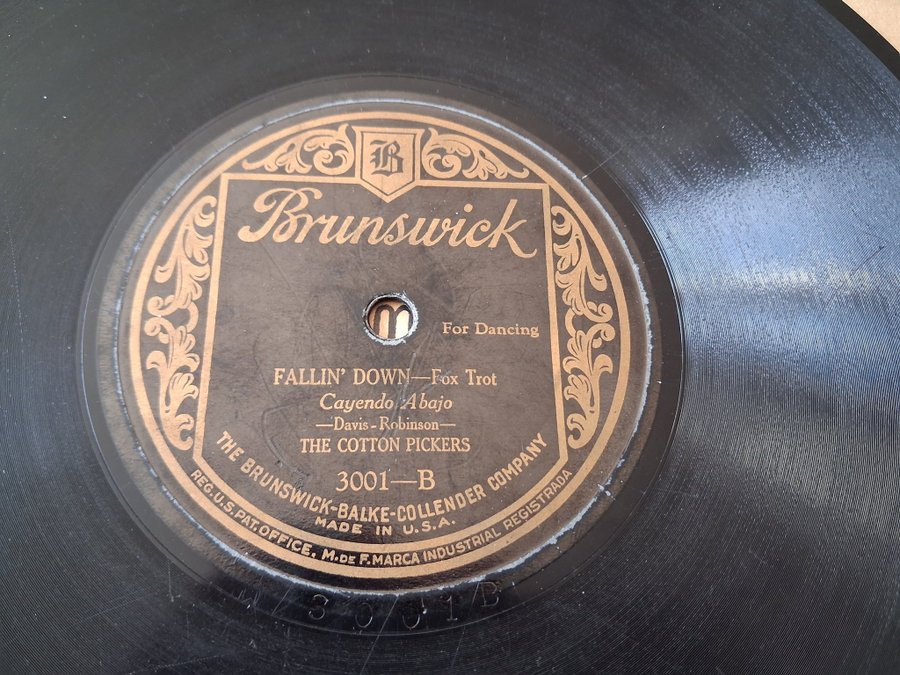 B
Brunswick
m
For Dancing
FALLIN' DOWN—Fox Trot
Cayendo Abajo
—Davis-Robinson—
THE COTTON PICKERS
3001—B
THE BRUNSWICK-BALKE-COLLENDER COMPANY
MADE IN U.S.A.
REG. U.S. PAT. OFFICE. M. DE F. MARCA INDUSTRIAL REGISTRADA
3001B